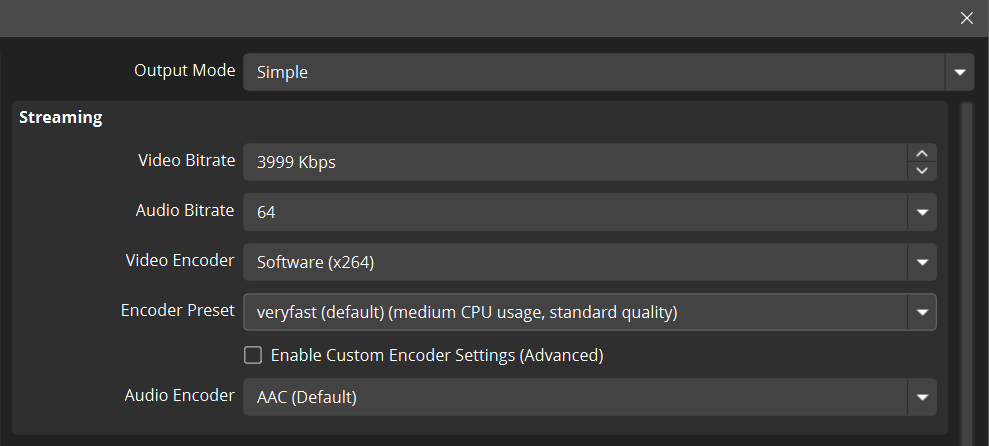 Output Mode Simple
Streaming
Video Bitrate 3999 Kbps
Audio Bitrate 64
Video Encoder Software (x264)
Encoder Preset veryfast (default) (medium CPU usage, standard quality)
Enable Custom Encoder Settings (Advanced)
Audio Encoder AAC (Default)